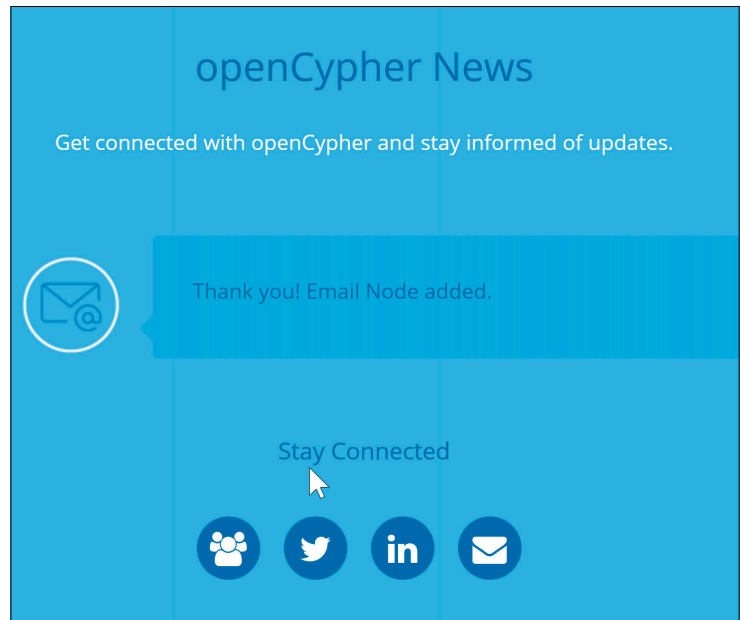 openCypher News
Get connected with openCypher and stay informed of updates.
Thank you! Email Node added.
Stay Connected